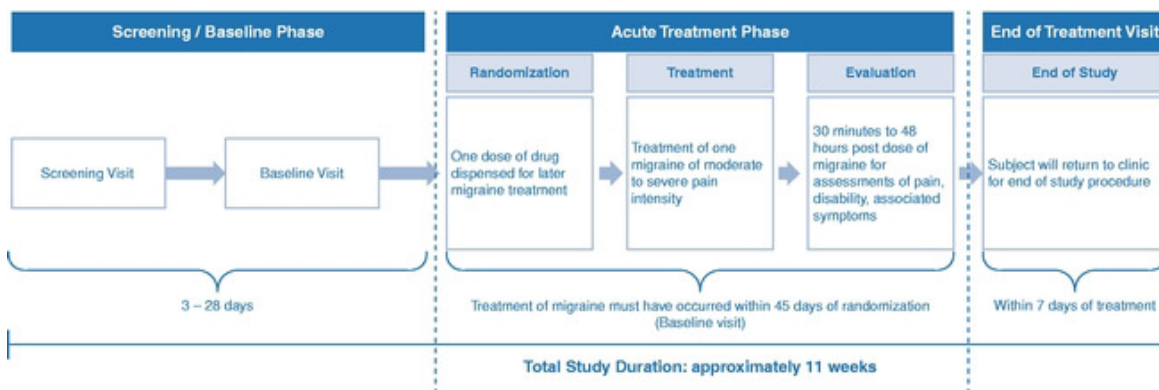 Screening / Baseline Phase
Acute Treatment Phase
End of Treatment Visit
Randomization
Treatment
Evaluation
End of Study
Screening Visit
Baseline Visit
One dose of drug
dispensed for later
migraine treatment
Treatment of one
migraine of moderate
to severe pain
intensity
30 minutes to 48
hours post dose of
migraine for
assessments of pain,
disability, associated
symptoms
Subject will return to clinic
for end of study procedure
3 – 28 days
Treatment of migraine must have occurred within 45 days of randomization
(Baseline visit)
Within 7 days of treatment
Total Study Duration: approximately 11 weeks